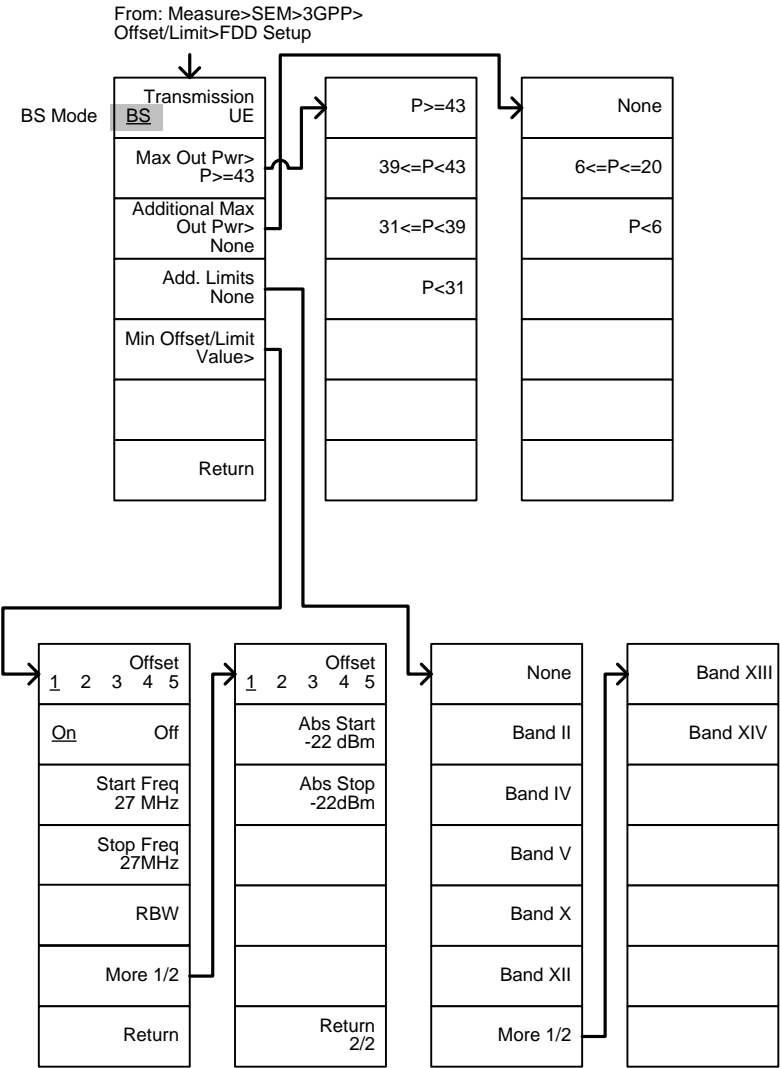 From: Measure>SEM>3GPP>
Offset/Limit>FDD Setup
BS Mode
Transmission
BS UE
Max Out Pwr>
P>=43
Additional Max
Out Pwr>
None
Add. Limits
None
Min Offset/Limit
Value>
Return
P>=43
39<=P<43
31<=P<39
P<31
None
6<=P<=20
P<6
Offset
1 2 3 4 5
On Off
Start Freq
27 MHz
Stop Freq
27MHz
RBW
More 1/2
Return
Offset
1 2 3 4 5
Abs Start
-22 dBm
Abs Stop
-22dBm
Return
2/2
None
Band II
Band IV
Band V
Band X
Band XII
More 1/2
Band XIII
Band XIV